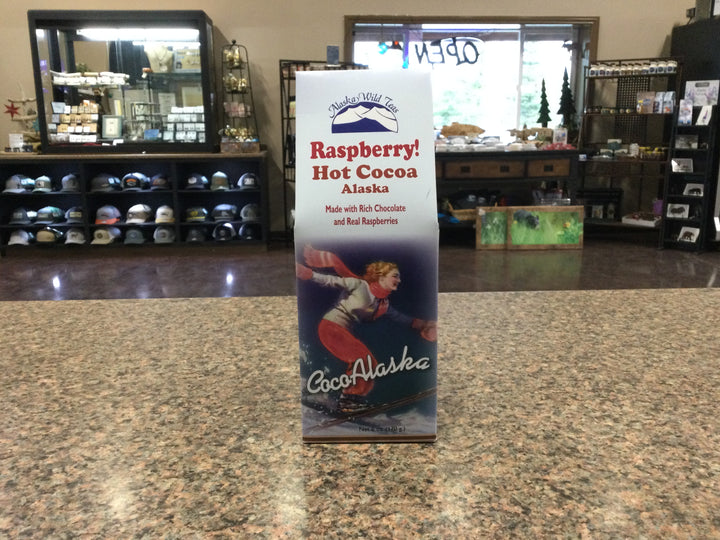 OPEN
Alaska Wild Teas
Raspberry!
Hot Cocoa
Alaska
Made with Rich Chocolate
and Real Raspberries
CocoAlaska